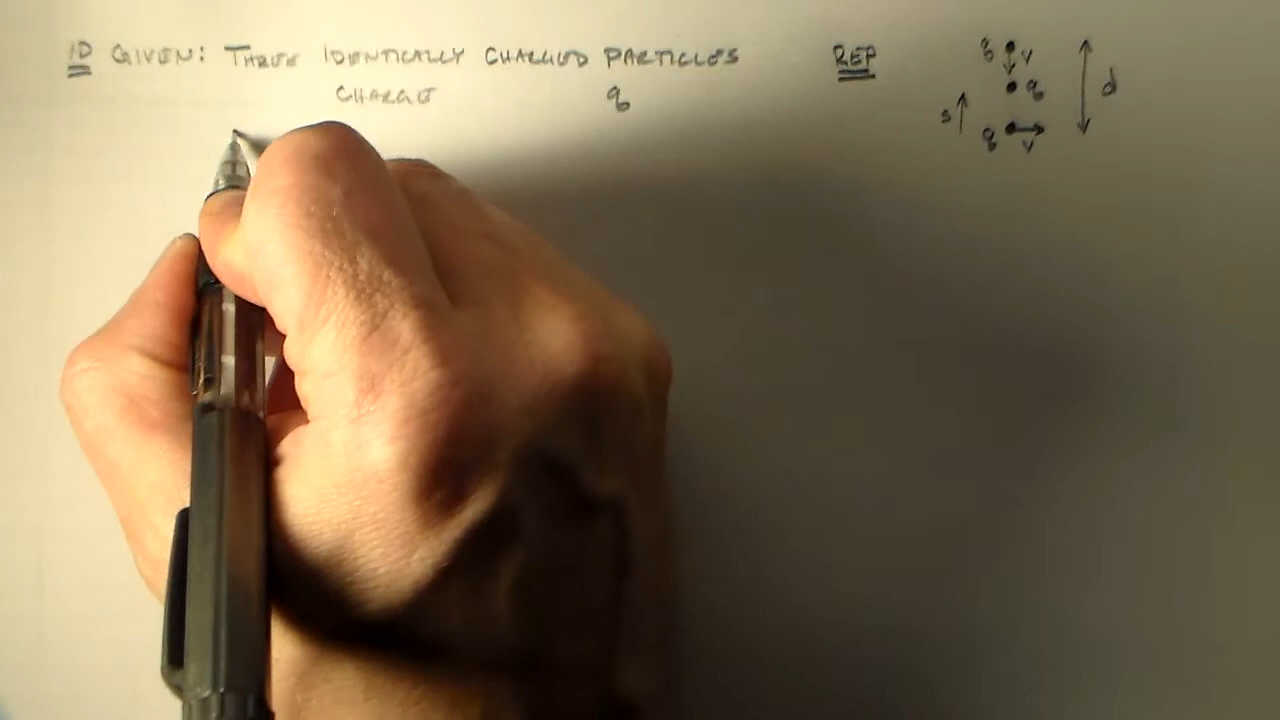 ID GIVEN: THREE IDENTICALLY CHARGED PARTICLES
CHARGE q
REP
q v
q
s d
q v